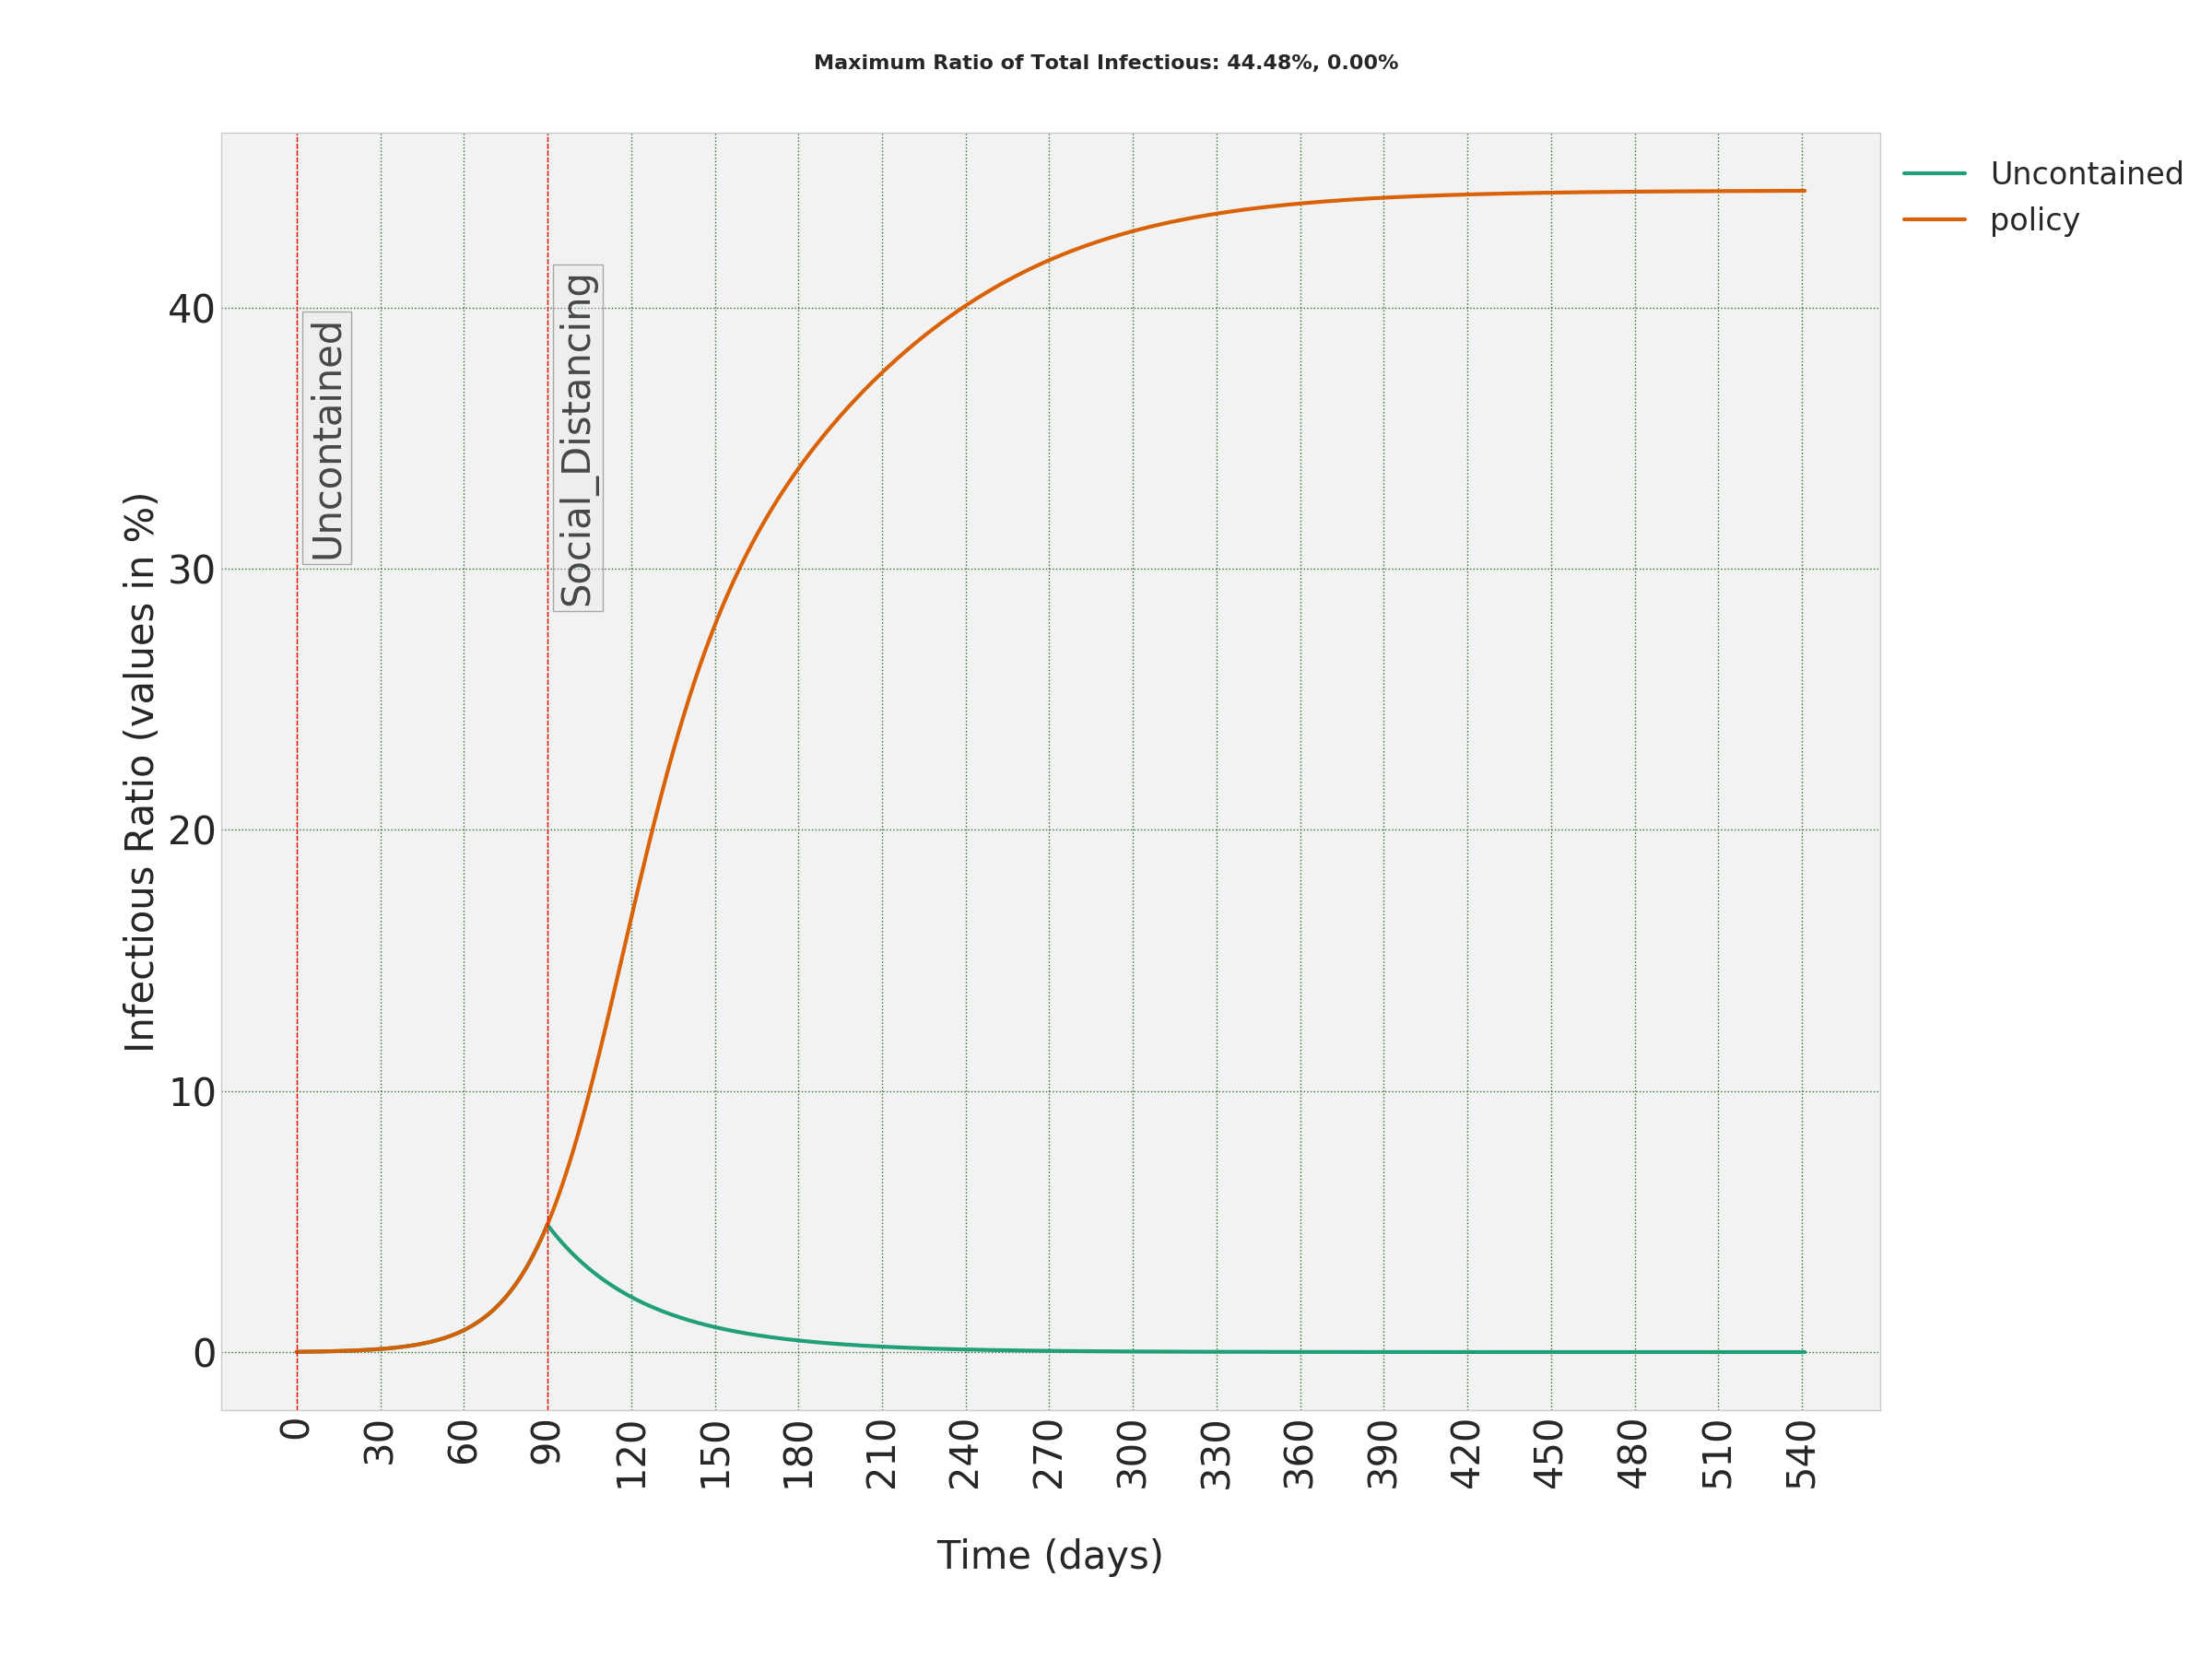 Maximum Ratio of Total Infectious: 44.48%, 0.00%
Uncontained
policy
Uncontained
Social_Distancing
Infectious Ratio (values in %)
40
30
20
10
0
0 30 60 90 120 150 180 210 240 270 300 330 360 390 420 450 480 510 540
Time (days)